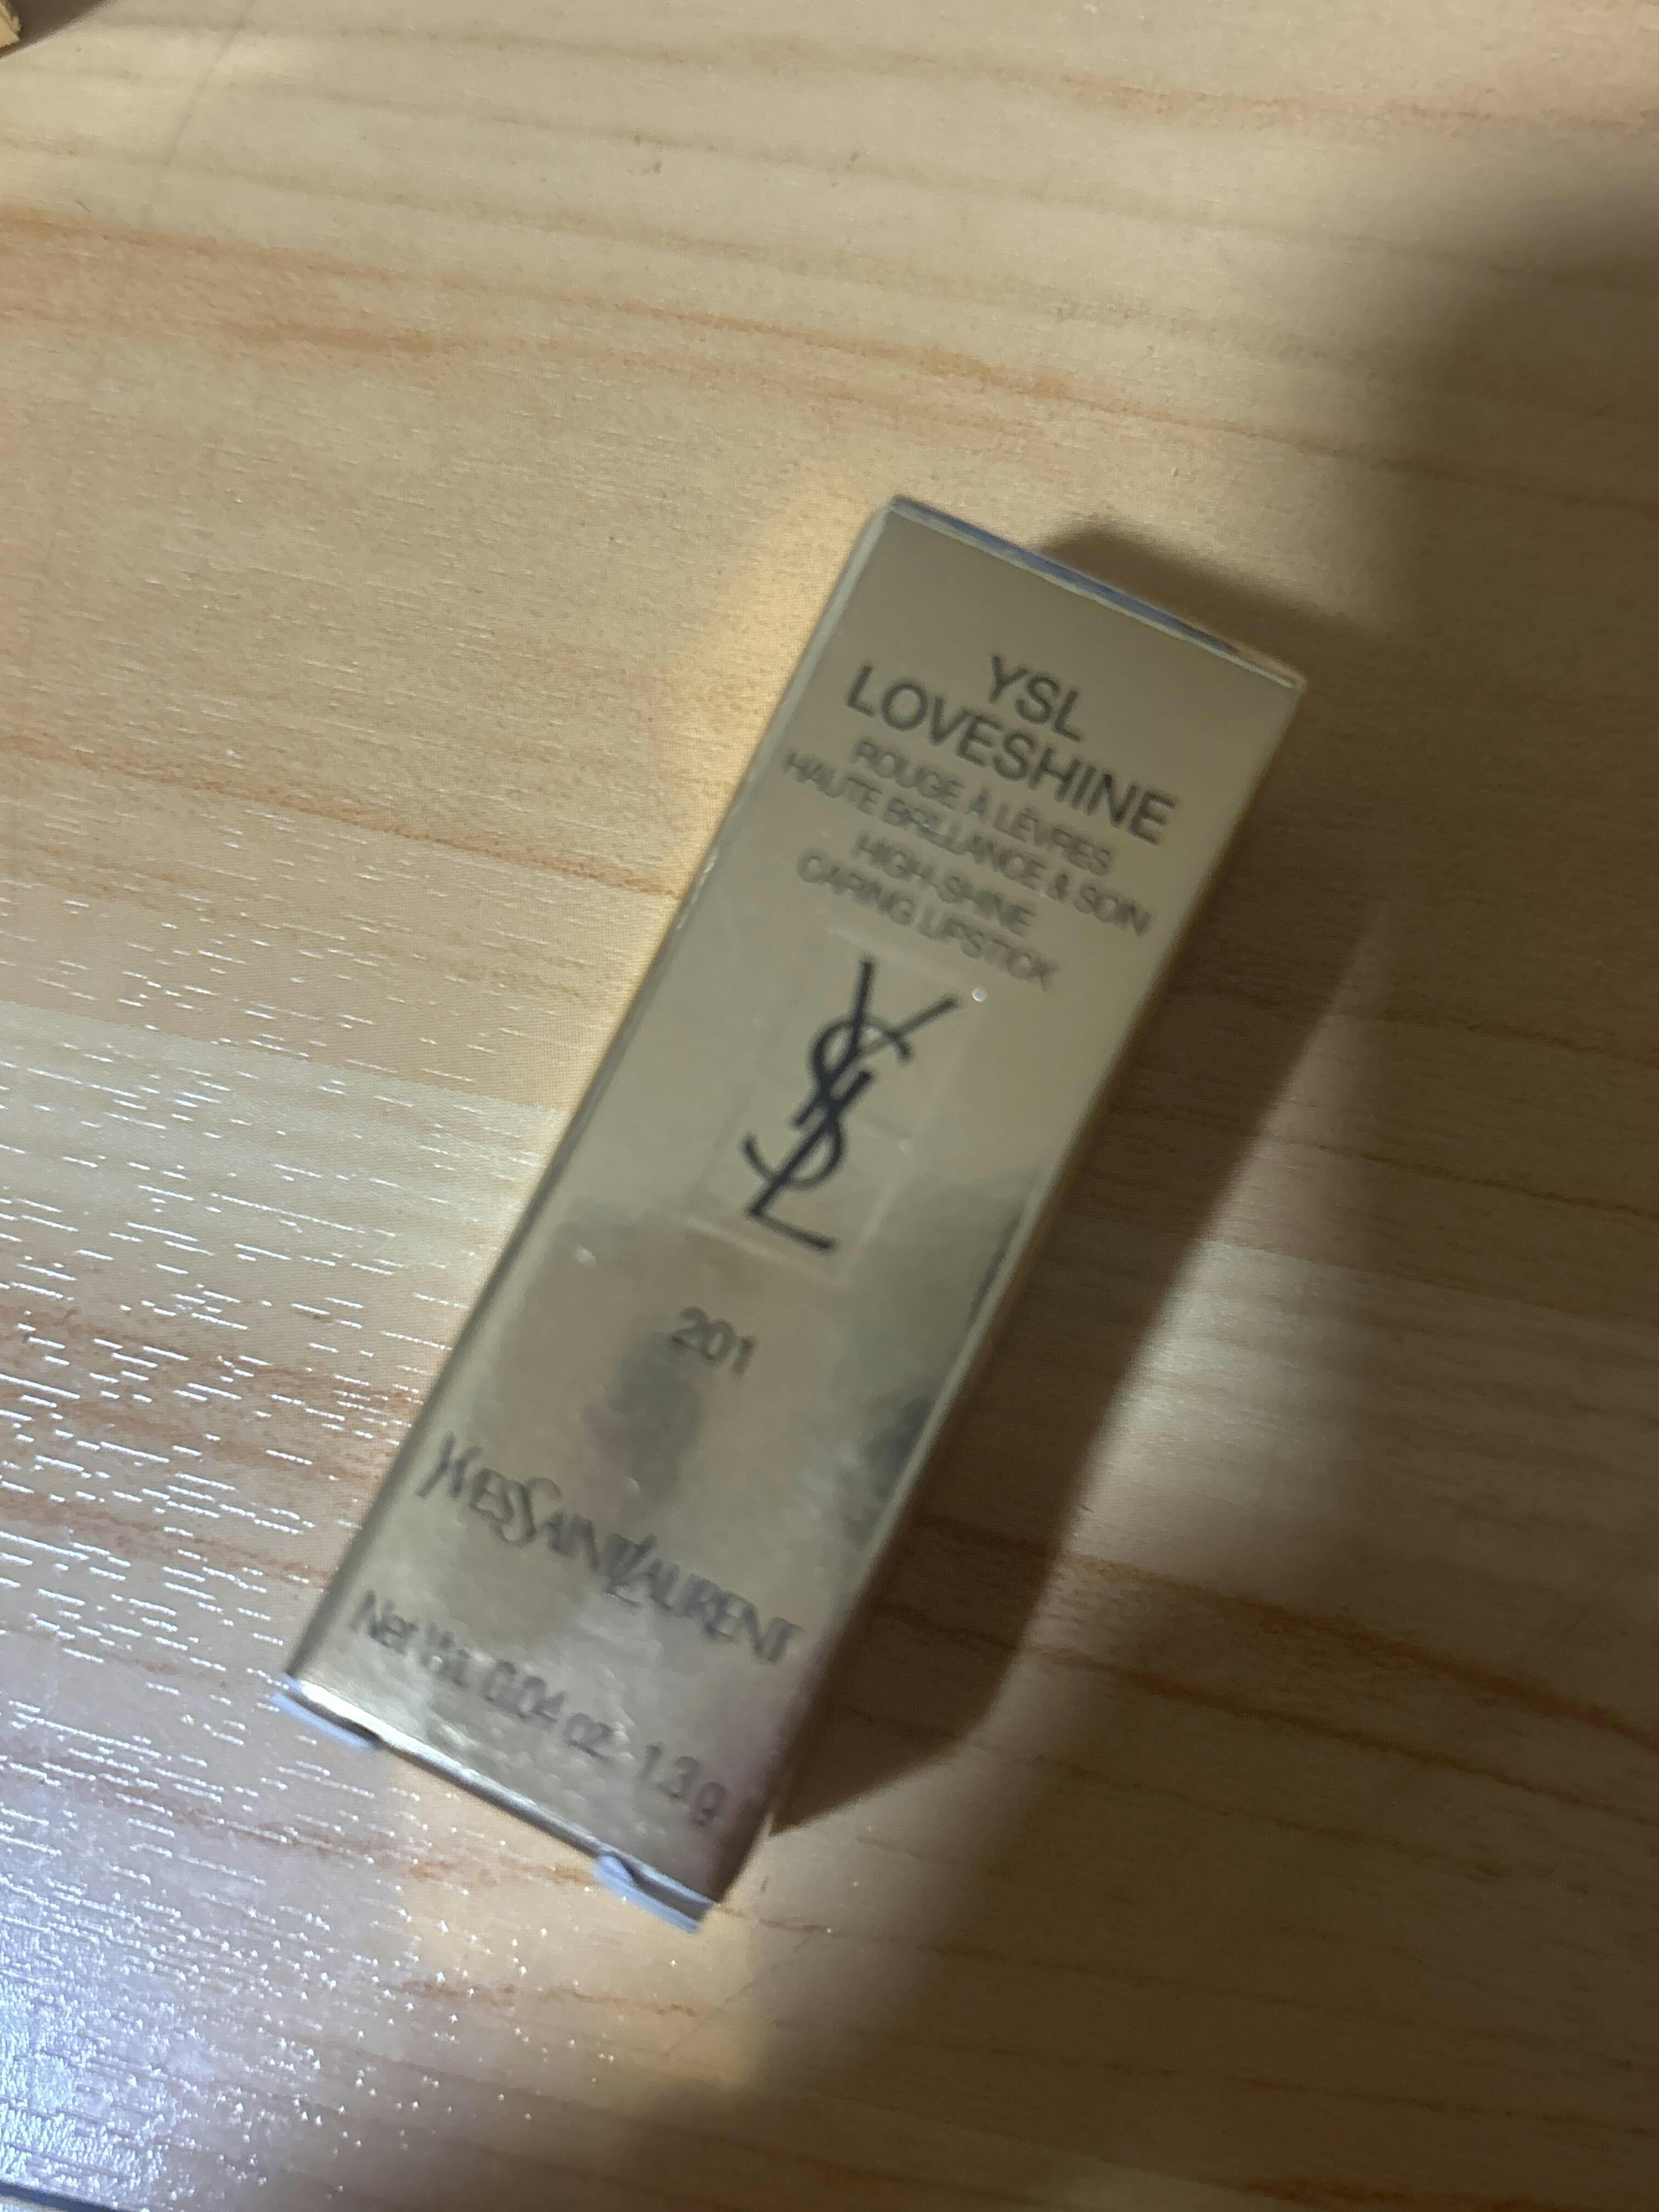 YSL
LOVESHINE
ROUGE À LÈVRES
HAUTE BRILLANCE & SOIN
HIGH-SHINE
CARING LIPSTICK
YSL
201
YVESSAINTLAURENT
Net Wt. 0.04 oz - 1.3 g